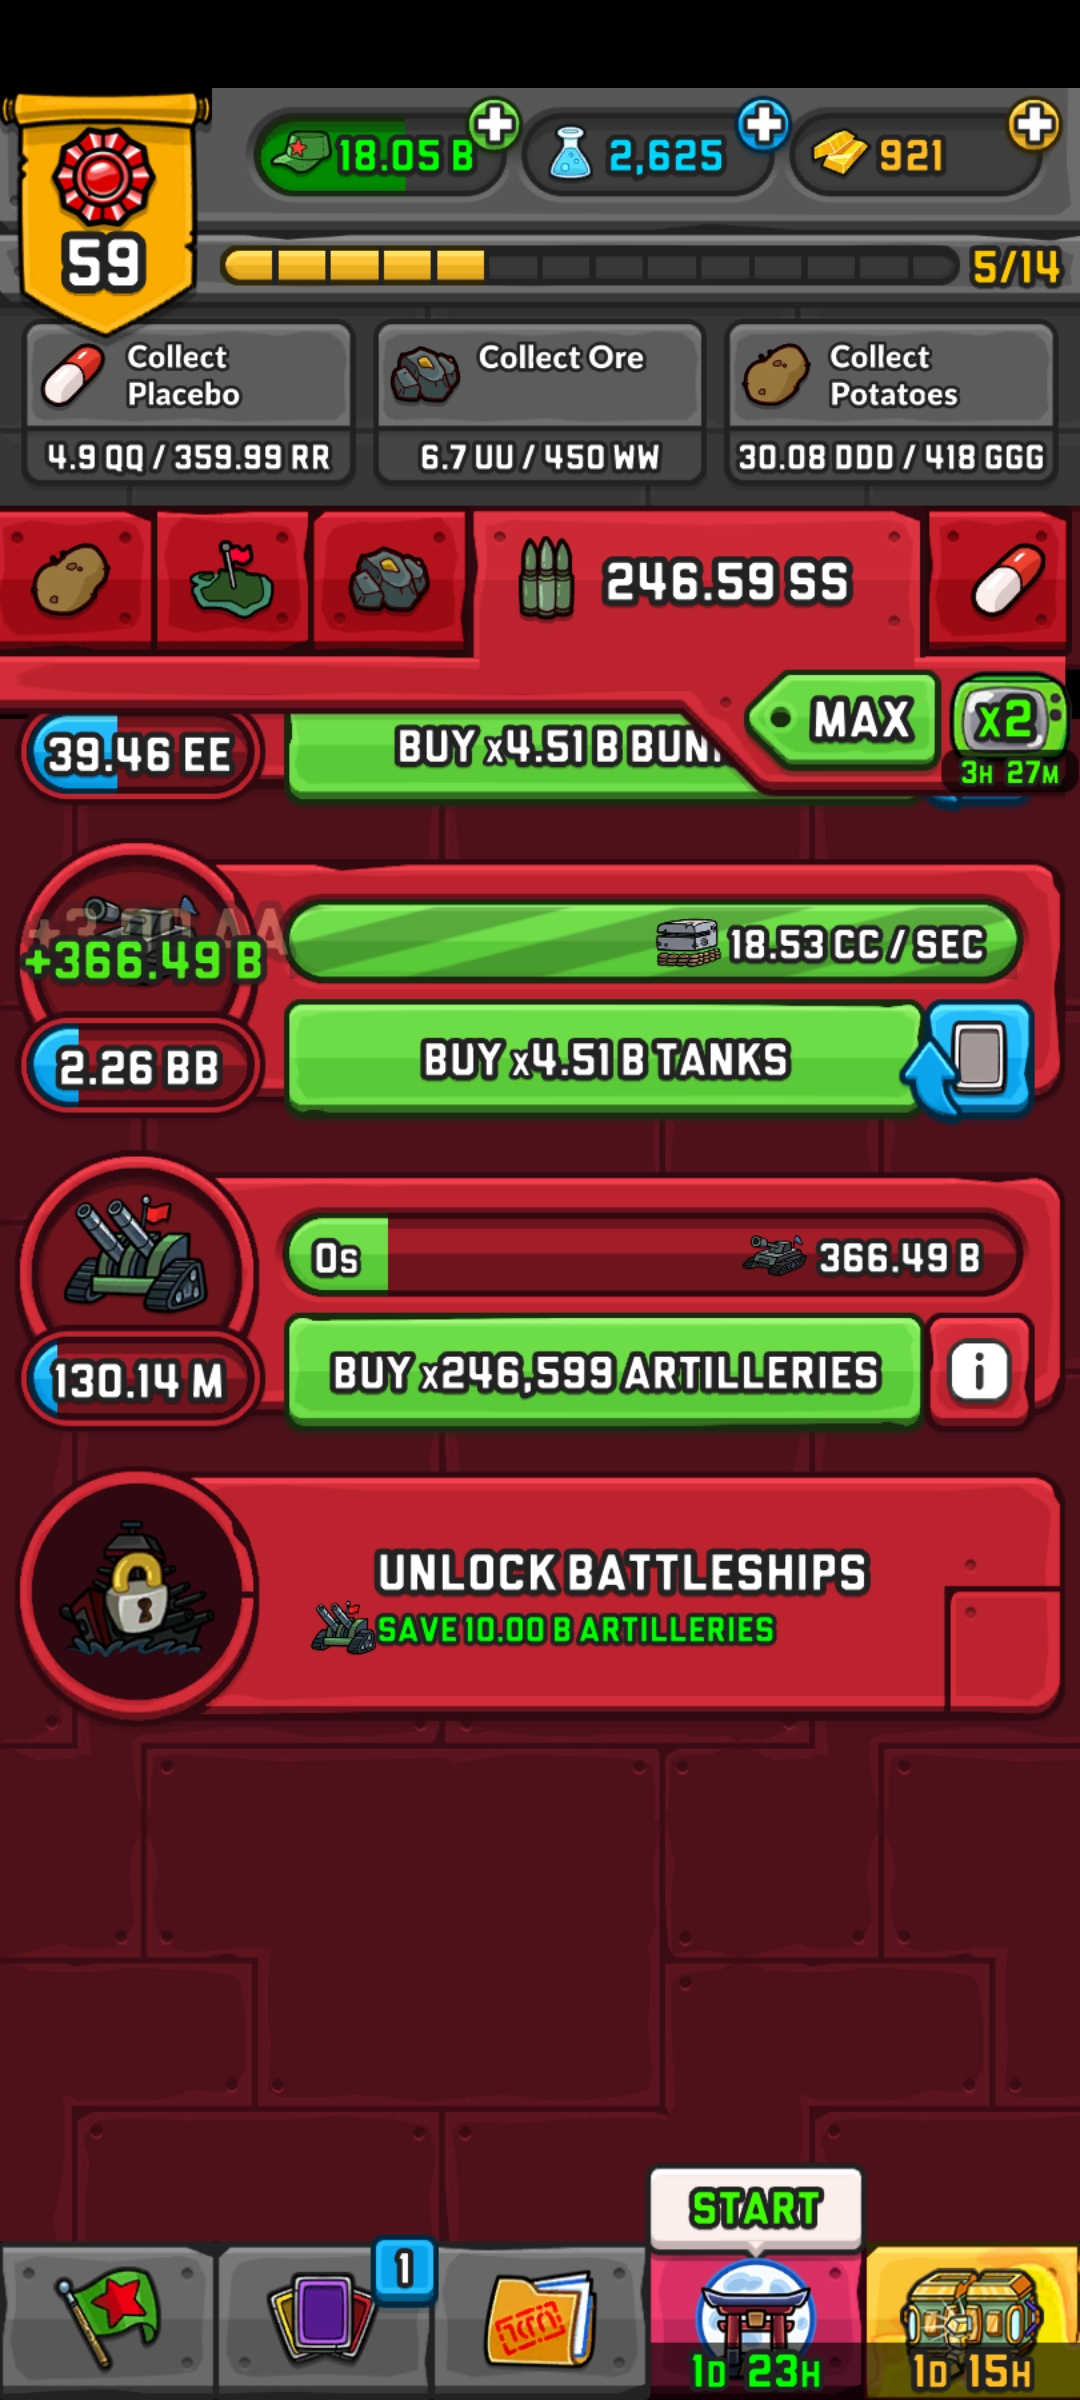 18.05 B
2,625
921
59
5/14
Collect
Placebo
4.9 QQ / 359.99 RR
Collect Ore
6.7 UU / 450 WW
Collect
Potatoes
30.08 DDD / 418 GGG
246.59 SS
MAX
x2
3H 27M
39.46 EE
BUY x4.51 B
+366.49 B
18.53 CC / SEC
2.26 BB
BUY x4.51 B TANKS
0s
366.49 B
130.14 M
BUY x246,599 ARTILLERIES
i
UNLOCK BATTLESHIPS
SAVE 10.00 B ARTILLERIES
START
1
1D 23H
1D 15H